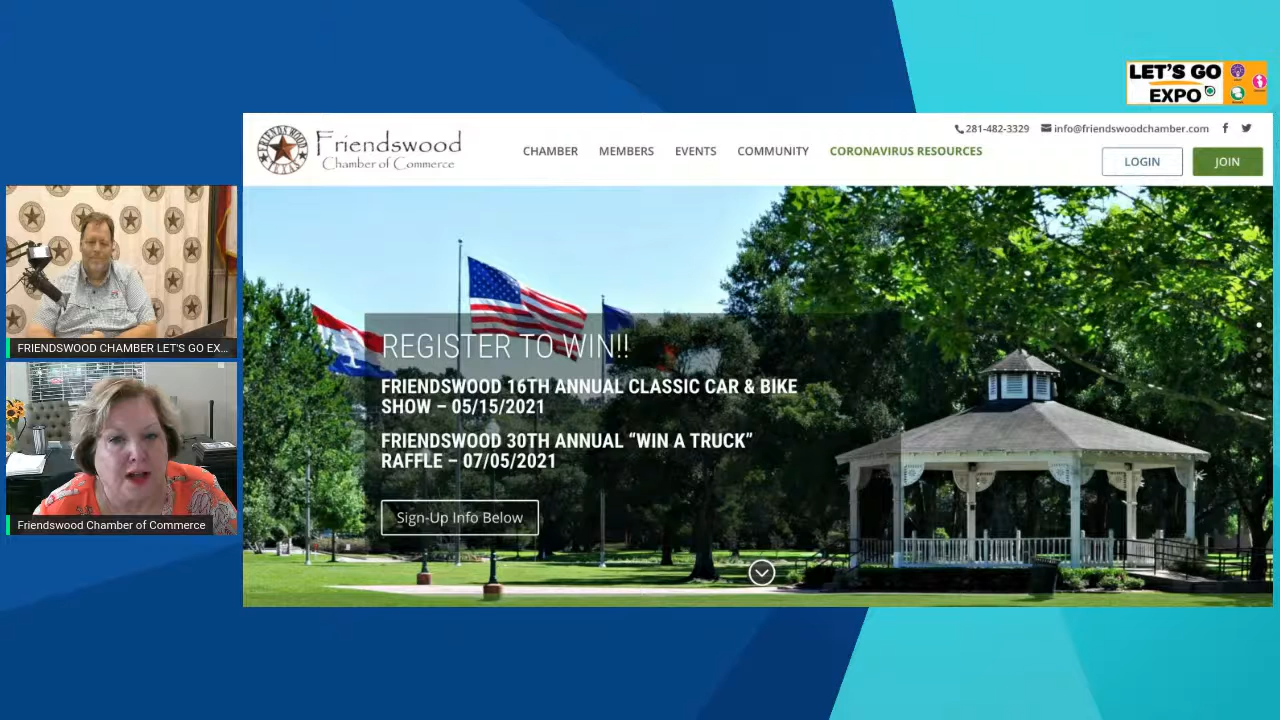 LET'S GO
EXPO
281-482-3329 info@friendswoodchamber.com
FRIENDSWOOD
TEXAS
Friendswood
Chamber of Commerce
CHAMBER MEMBERS EVENTS COMMUNITY CORONAVIRUS RESOURCES
LOGIN JOIN
REGISTER TO WIN!!
FRIENDSWOOD 16TH ANNUAL CLASSIC CAR & BIKE
SHOW – 05/15/2021
FRIENDSWOOD 30TH ANNUAL “WIN A TRUCK”
RAFFLE – 07/05/2021
Sign-Up Info Below
FRIENDSWOOD CHAMBER LET'S GO EX...
Friendswood Chamber of Commerce